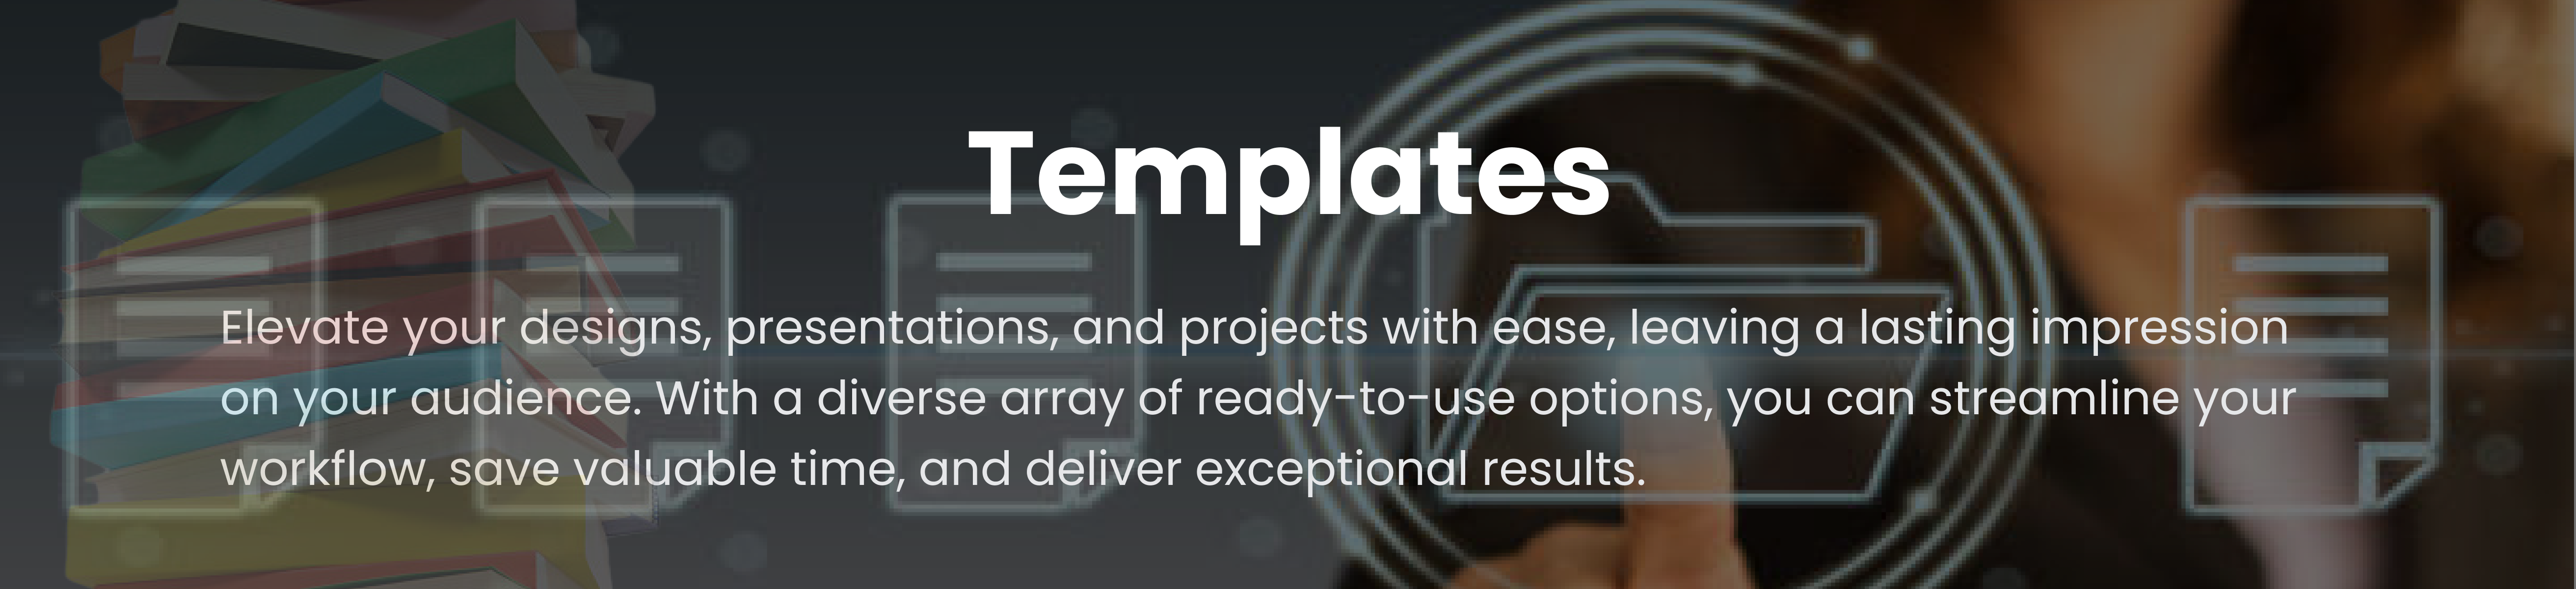 Templates
Elevate your designs, presentations, and projects with ease, leaving a lasting impression
on your audience. With a diverse array of ready-to-use options, you can streamline your
workflow, save valuable time, and deliver exceptional results.